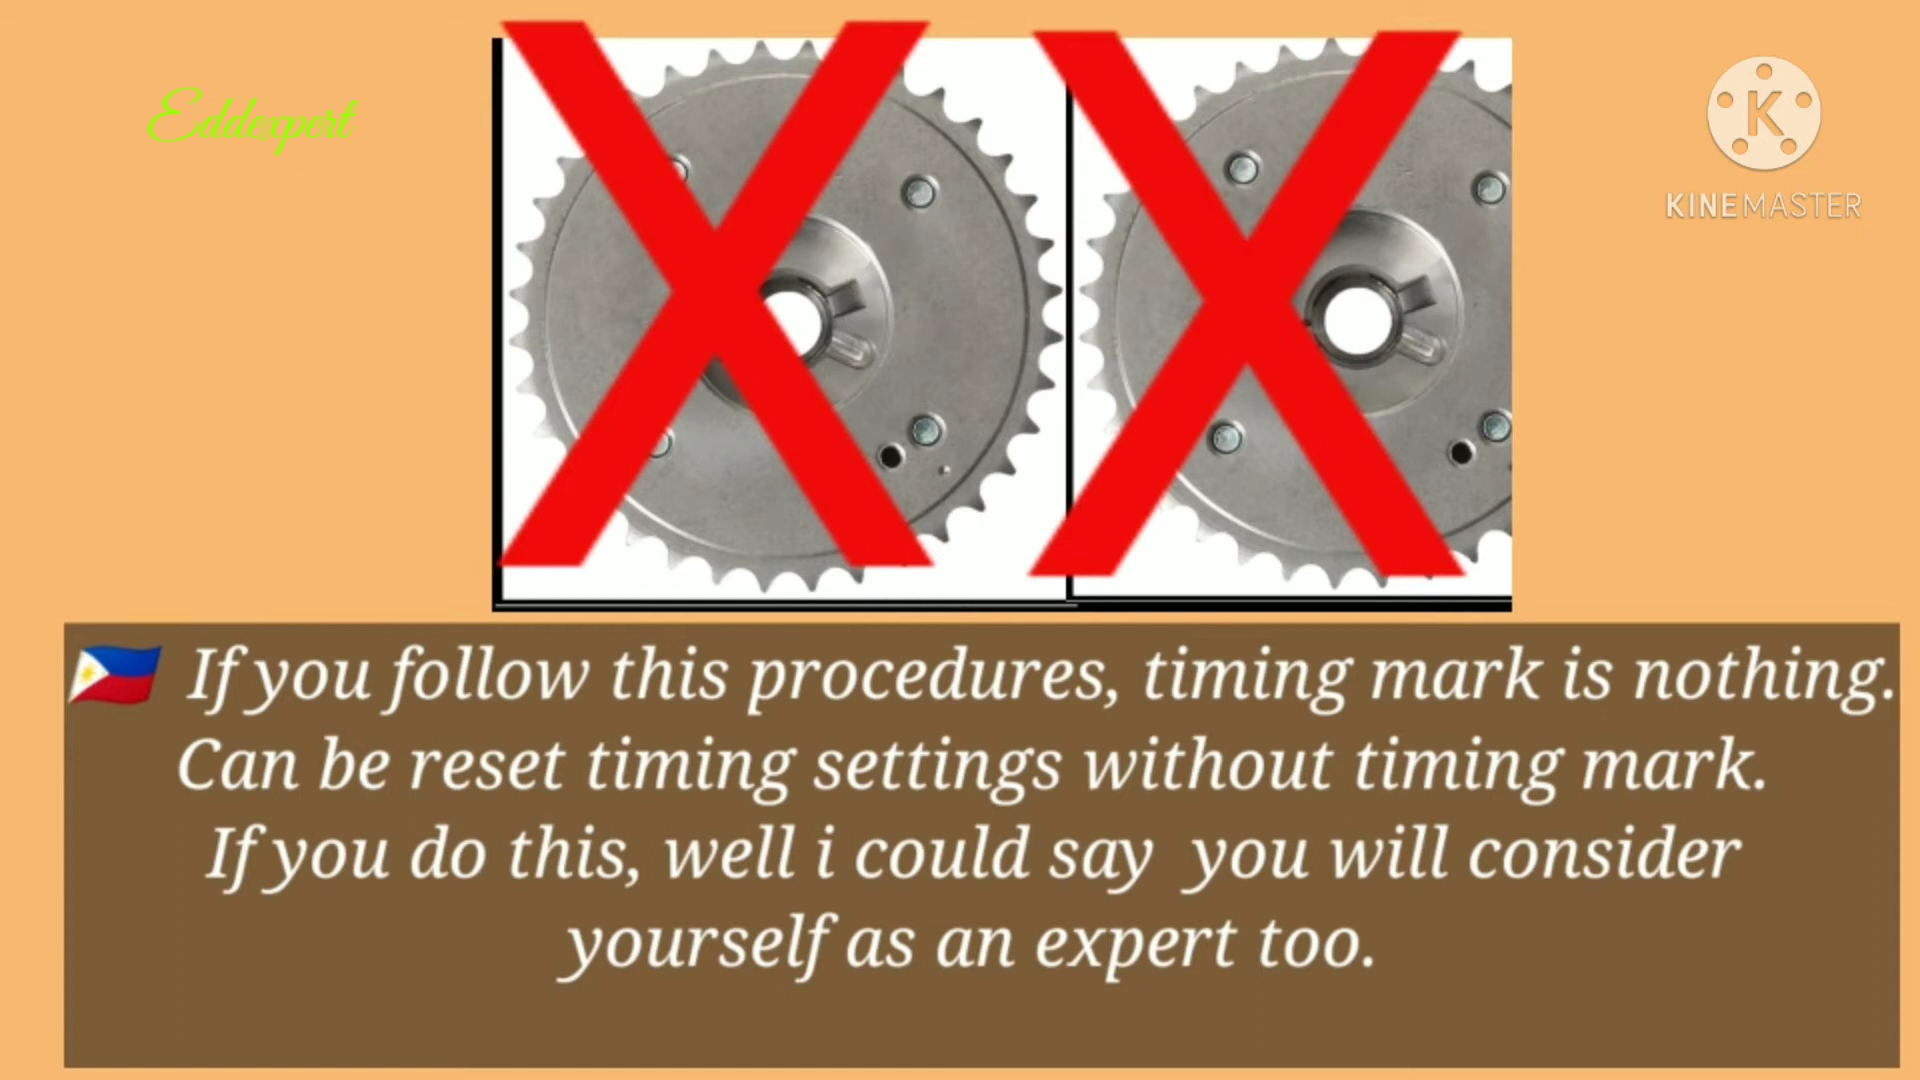 Eddexpert
K
KINEMASTER
If you follow this procedures, timing mark is nothing.
Can be reset timing settings without timing mark.
If you do this, well i could say you will consider
yourself as an expert too.